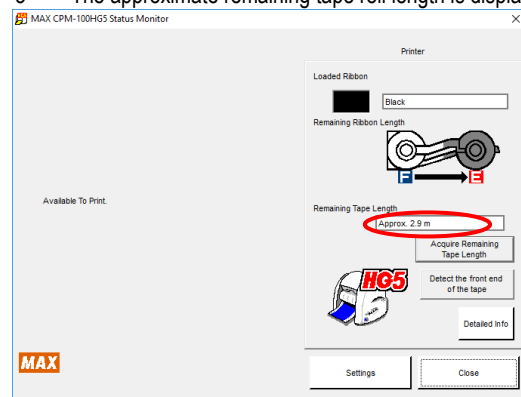 The approximate remaining tape roll length is displa
MAX CPM-100HG5 Status Monitor
Printer
Loaded Ribbon
Black
Remaining Ribbon Length
F E
Available To Print.
Remaining Tape Length
Approx. 2.9 m
Acquire Remaining
Tape Length
HG5
Detect the front end
of the tape
Detailed Info
MAX
Settings
Close